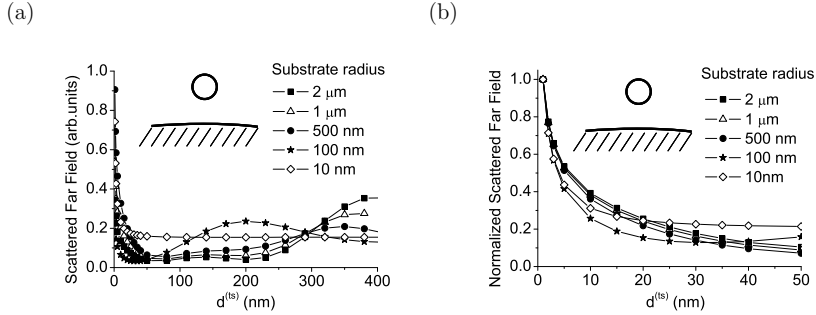 (a)
Scattered Far Field (arb.units)
1.0
0.8
0.6
0.4
0.2
0.0
0
100
200
300
400
d(ts) (nm)
Substrate radius
2 μm
1 μm
500 nm
100 nm
10 nm
(b)
Normalized Scattered Far Field
1.0
0.8
0.6
0.4
0.2
0.0
0
10
20
30
40
50
d(ts) (nm)
Substrate radius
2 μm
1 μm
500 nm
100 nm
10nm